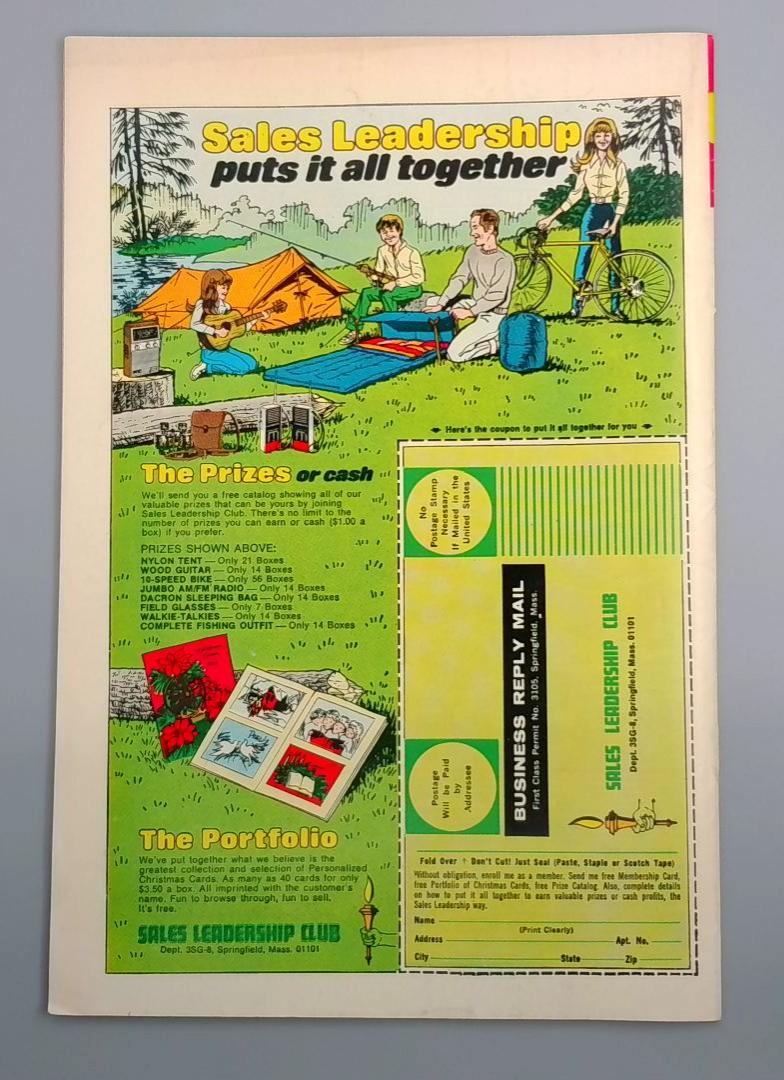 Sales Leadership
puts it all together
Here's the coupon to put it all together for you
The Prizes or cash
We'll send you a free catalog showing all of our
valuable prizes that can be yours by joining
Sales Leadership Club. There's no limit to the
number of prizes you can earn or cash ($1.00 a
box) if you prefer.
PRIZES SHOWN ABOVE:
NYLON TENT — Only 21 Boxes
WOOD GUITAR — Only 14 Boxes
10-SPEED BIKE — Only 56 Boxes
JUMBO AM/FM RADIO — Only 14 Boxes
DACRON SLEEPING BAG — Only 14 Boxes
FIELD GLASSES — Only 7 Boxes
WALKIE-TALKIES — Only 14 Boxes
COMPLETE FISHING OUTFIT — Only 14 Boxes
The Portfolio
We've put together what we believe is the
greatest collection and selection of Personalized
Christmas Cards. As many as 40 cards for only
$3.50 a box. All imprinted with the customer's
name. Fun to browse through, fun to sell.
It's free.
SALES LEADERSHIP CLUB
Dept. 3SG-8, Springfield, Mass. 01101
No
Postage Stamp
Necessary
If Mailed in the
United States
Postage
Will be Paid
by
Addressee
BUSINESS REPLY MAIL
First Class Permit No. 3105, Springfield, Mass.
SALES LEADERSHIP CLUB
Dept. 3SG-8, Springfield, Mass. 01101
Fold Over ↑ Don't Cut! Just Seal (Paste, Staple or Scotch Tape)
Without obligation, enroll me as a member. Send me free Membership Card,
free Portfolio of Christmas Cards, free Prize Catalog. Also, complete details
on how to put it all together to earn valuable prizes or cash profits, the
Sales Leadership way.
Name
(Print Clearly)
Address Apt. No.
City State Zip